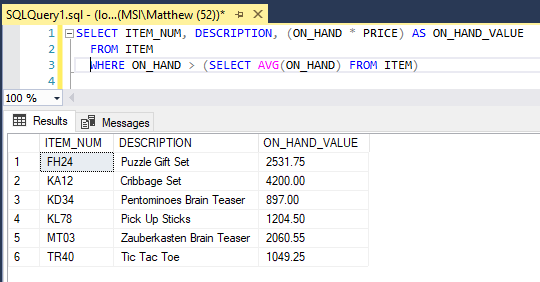 SQLQuery1.sql - (lo...(MSI\Matthew (52))*
1 SELECT ITEM_NUM, DESCRIPTION, (ON_HAND * PRICE) AS ON_HAND_VALUE
2 FROM ITEM
3 WHERE ON_HAND > (SELECT AVG(ON_HAND) FROM ITEM)
4
100 %
Results Messages
ITEM_NUM DESCRIPTION ON_HAND_VALUE
1 FH24 Puzzle Gift Set 2531.75
2 KA12 Cribbage Set 4200.00
3 KD34 Pentominoes Brain Teaser 897.00
4 KL78 Pick Up Sticks 1204.50
5 MT03 Zauberkasten Brain Teaser 2060.55
6 TR40 Tic Tac Toe 1049.25